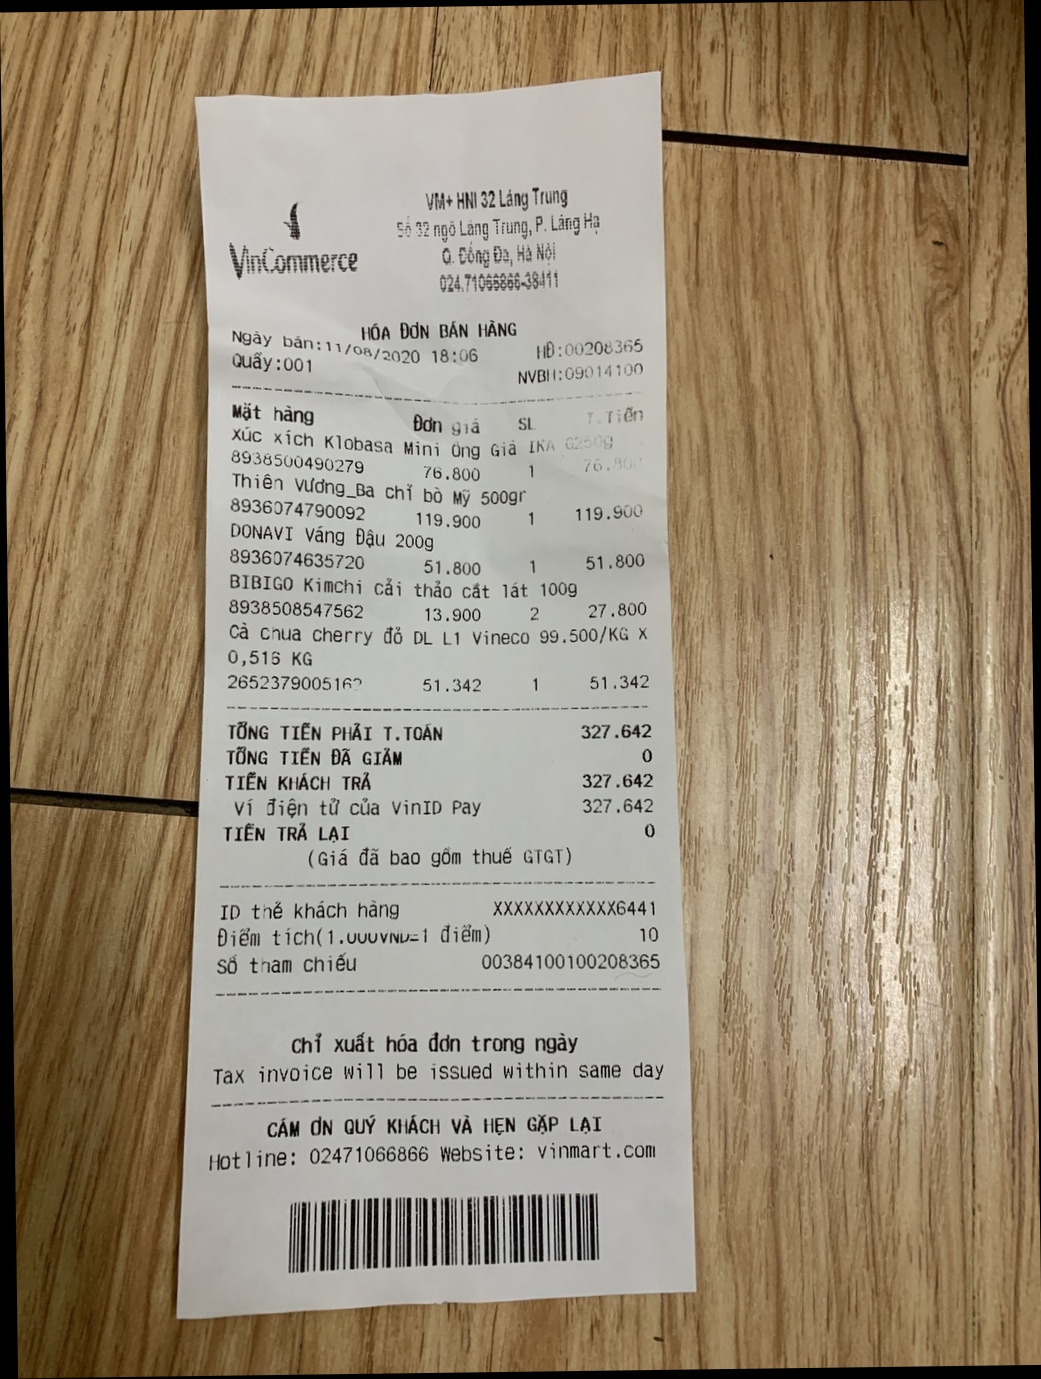 VinCommerce
VM+ HNI 32 Láng Trung
Số 32 ngõ Láng Trung, P. Láng Hạ
Q. Đống Đa, Hà Nội
024.71066866-38411
HÓA ĐƠN BÁN HÀNG
Ngày bán:11/08/2020 18:06 HĐ:00208365
Quầy:001 NVBH:09014100
Mặt hàng Đơn giá SL T.Tiền
Xúc xích Klobasa Mini Ông Già IKA G250g
8938500490279 76.800 1 76.800
Thiên Vương_Ba chỉ bò Mỹ 500gr
8936074790092 119.900 1 119.900
DONAVI Váng Đậu 200g
8936074635720 51.800 1 51.800
BIBIGO Kimchi cải thảo cắt lát 100g
8938508547562 13.900 2 27.800
Cà chua cherry đỏ DL L1 Vineco 99.500/KG X
0,516 KG
51.342 1 51.342
TỔNG TIỀN PHẢI T.TOÁN 327.642
TỔNG TIỀN ĐÃ GIẢM 0
TIỀN KHÁCH TRẢ 327.642
Ví điện tử của VinID Pay 327.642
TIỀN TRẢ LẠI 0
(Giá đã bao gồm thuế GTGT)
ID thẻ khách hàng XXXXXXXXXXXX6441
Điểm tích(1.000VND=1 điểm) 10
Số tham chiếu 00384100100208365
Chỉ xuất hóa đơn trong ngày
Tax invoice will be issued within same day
CẢM ƠN QUÝ KHÁCH VÀ HẸN GẶP LẠI
Hotline: 02471066866 Website: vinmart.com